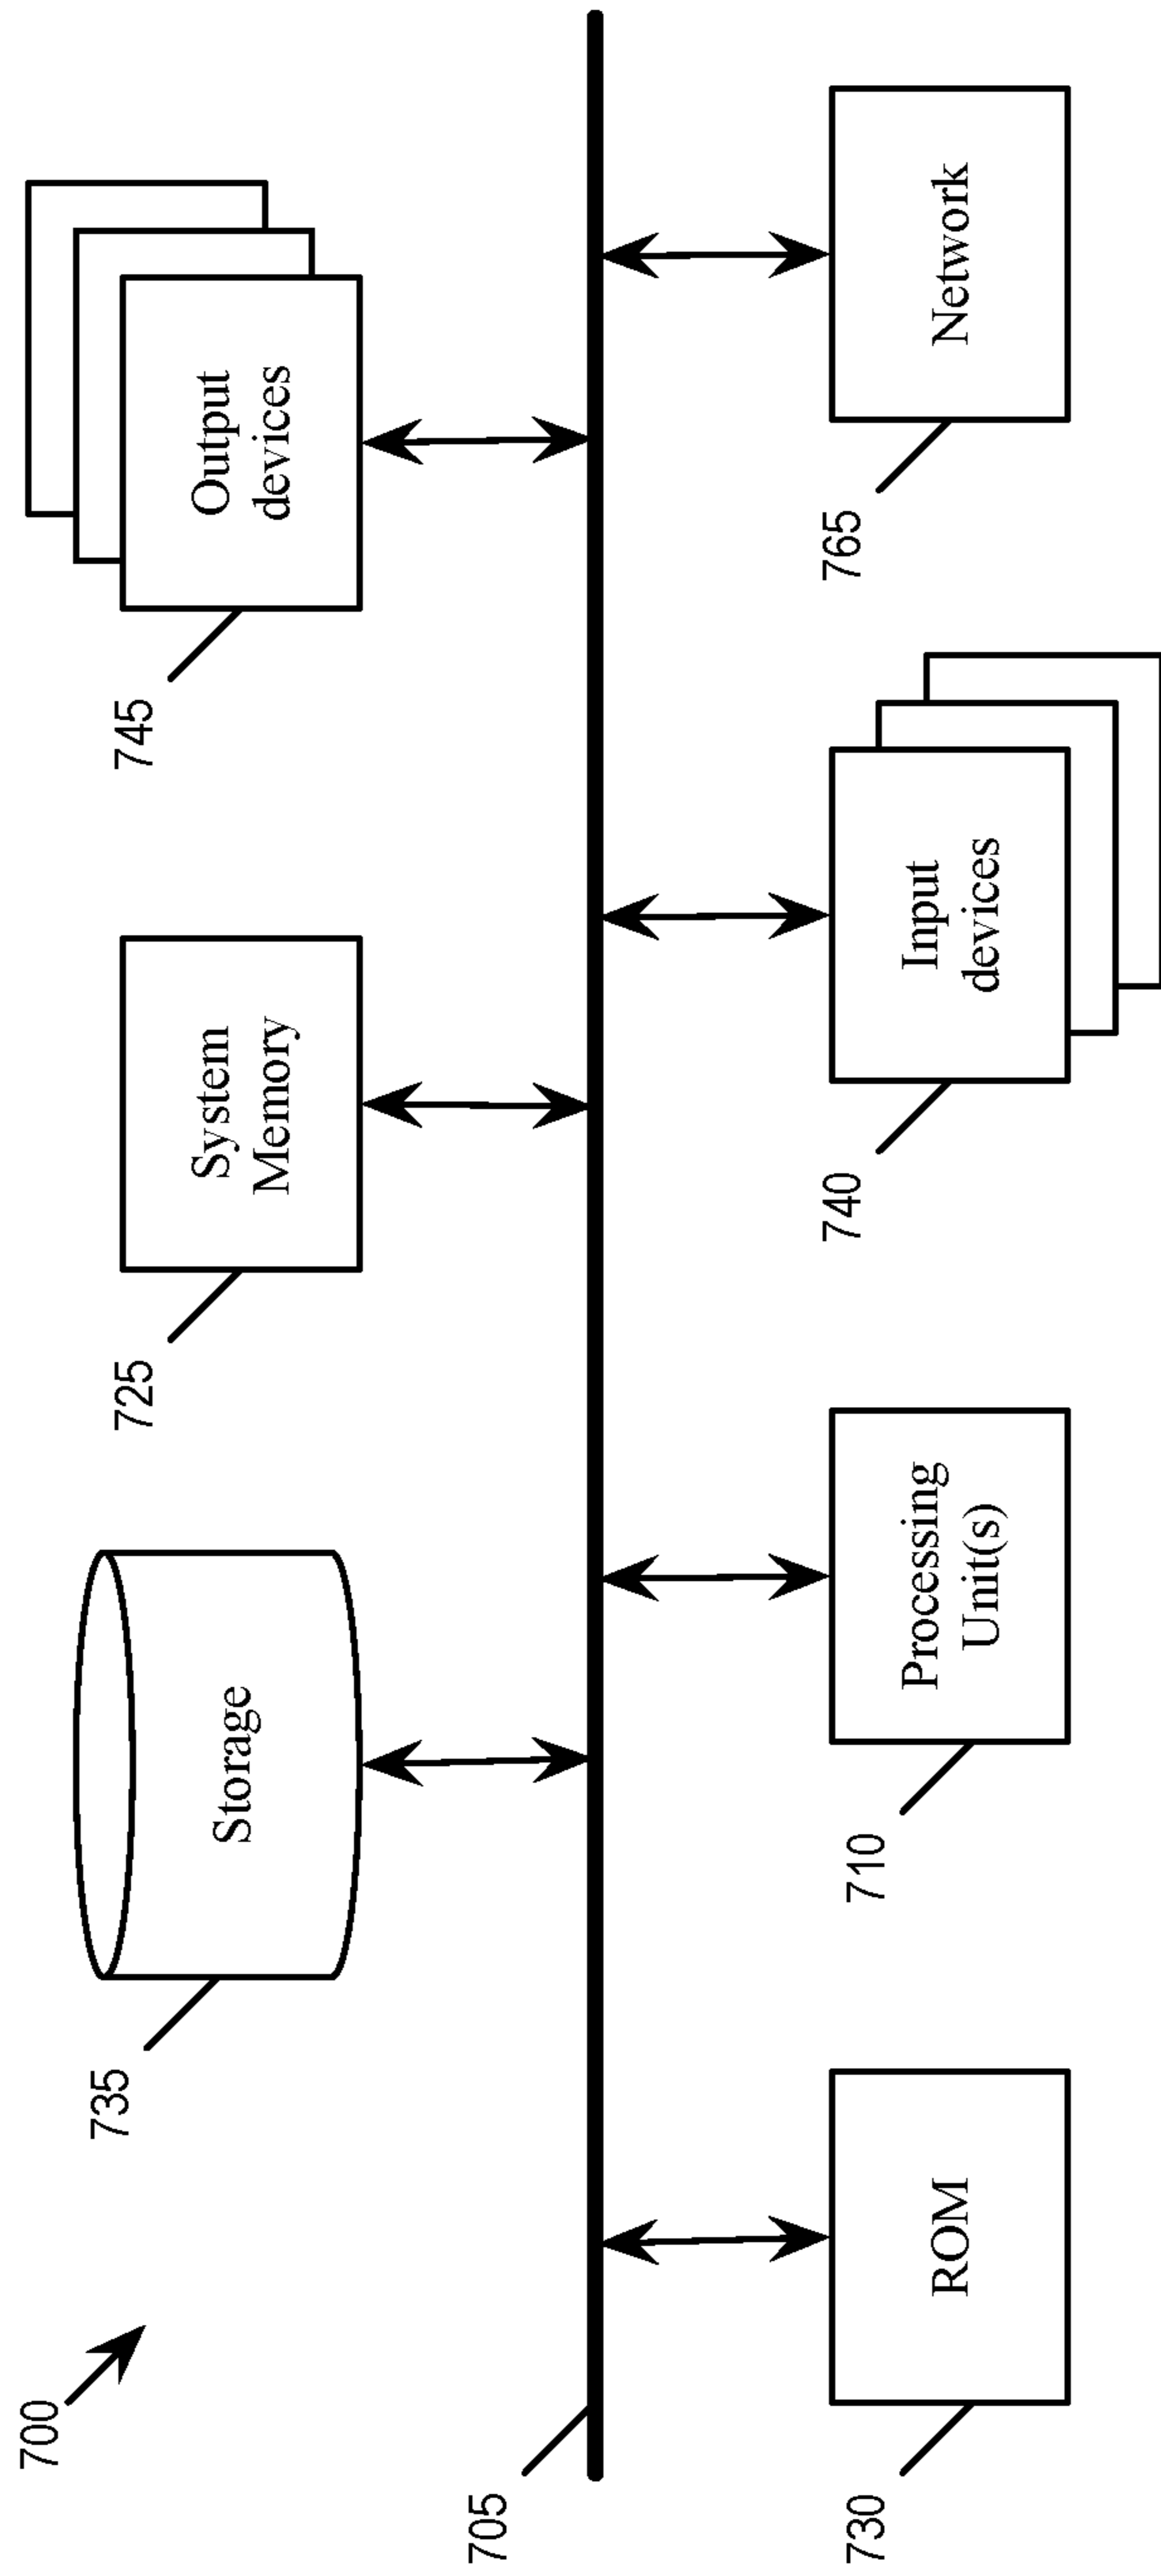 700
735
Storage
725
System
Memory
745
Output
devices
705
730
ROM
710
Processing
Unit(s)
740
Input
devices
765
Network